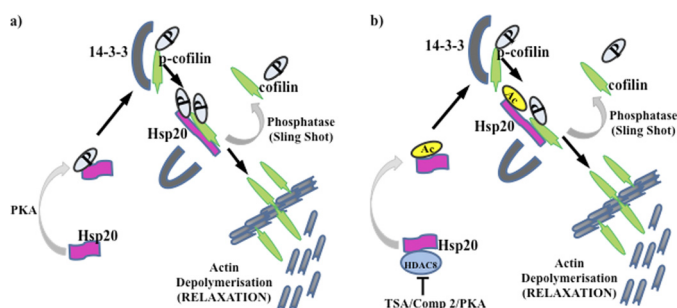 a)
14-3-3
P
p-cofilin
P
cofilin
P
P
Hsp20
Phosphatase
(Sling Shot)
P
PKA
Hsp20
Actin
Depolymerisation
(RELAXATION)
b)
14-3-3
P
p-cofilin
P
cofilin
Ac
P
Hsp20
Phosphatase
(Sling Shot)
Ac
Hsp20
HDAC8
TSA/Comp 2/PKA
Actin
Depolymerisation
(RELAXATION)